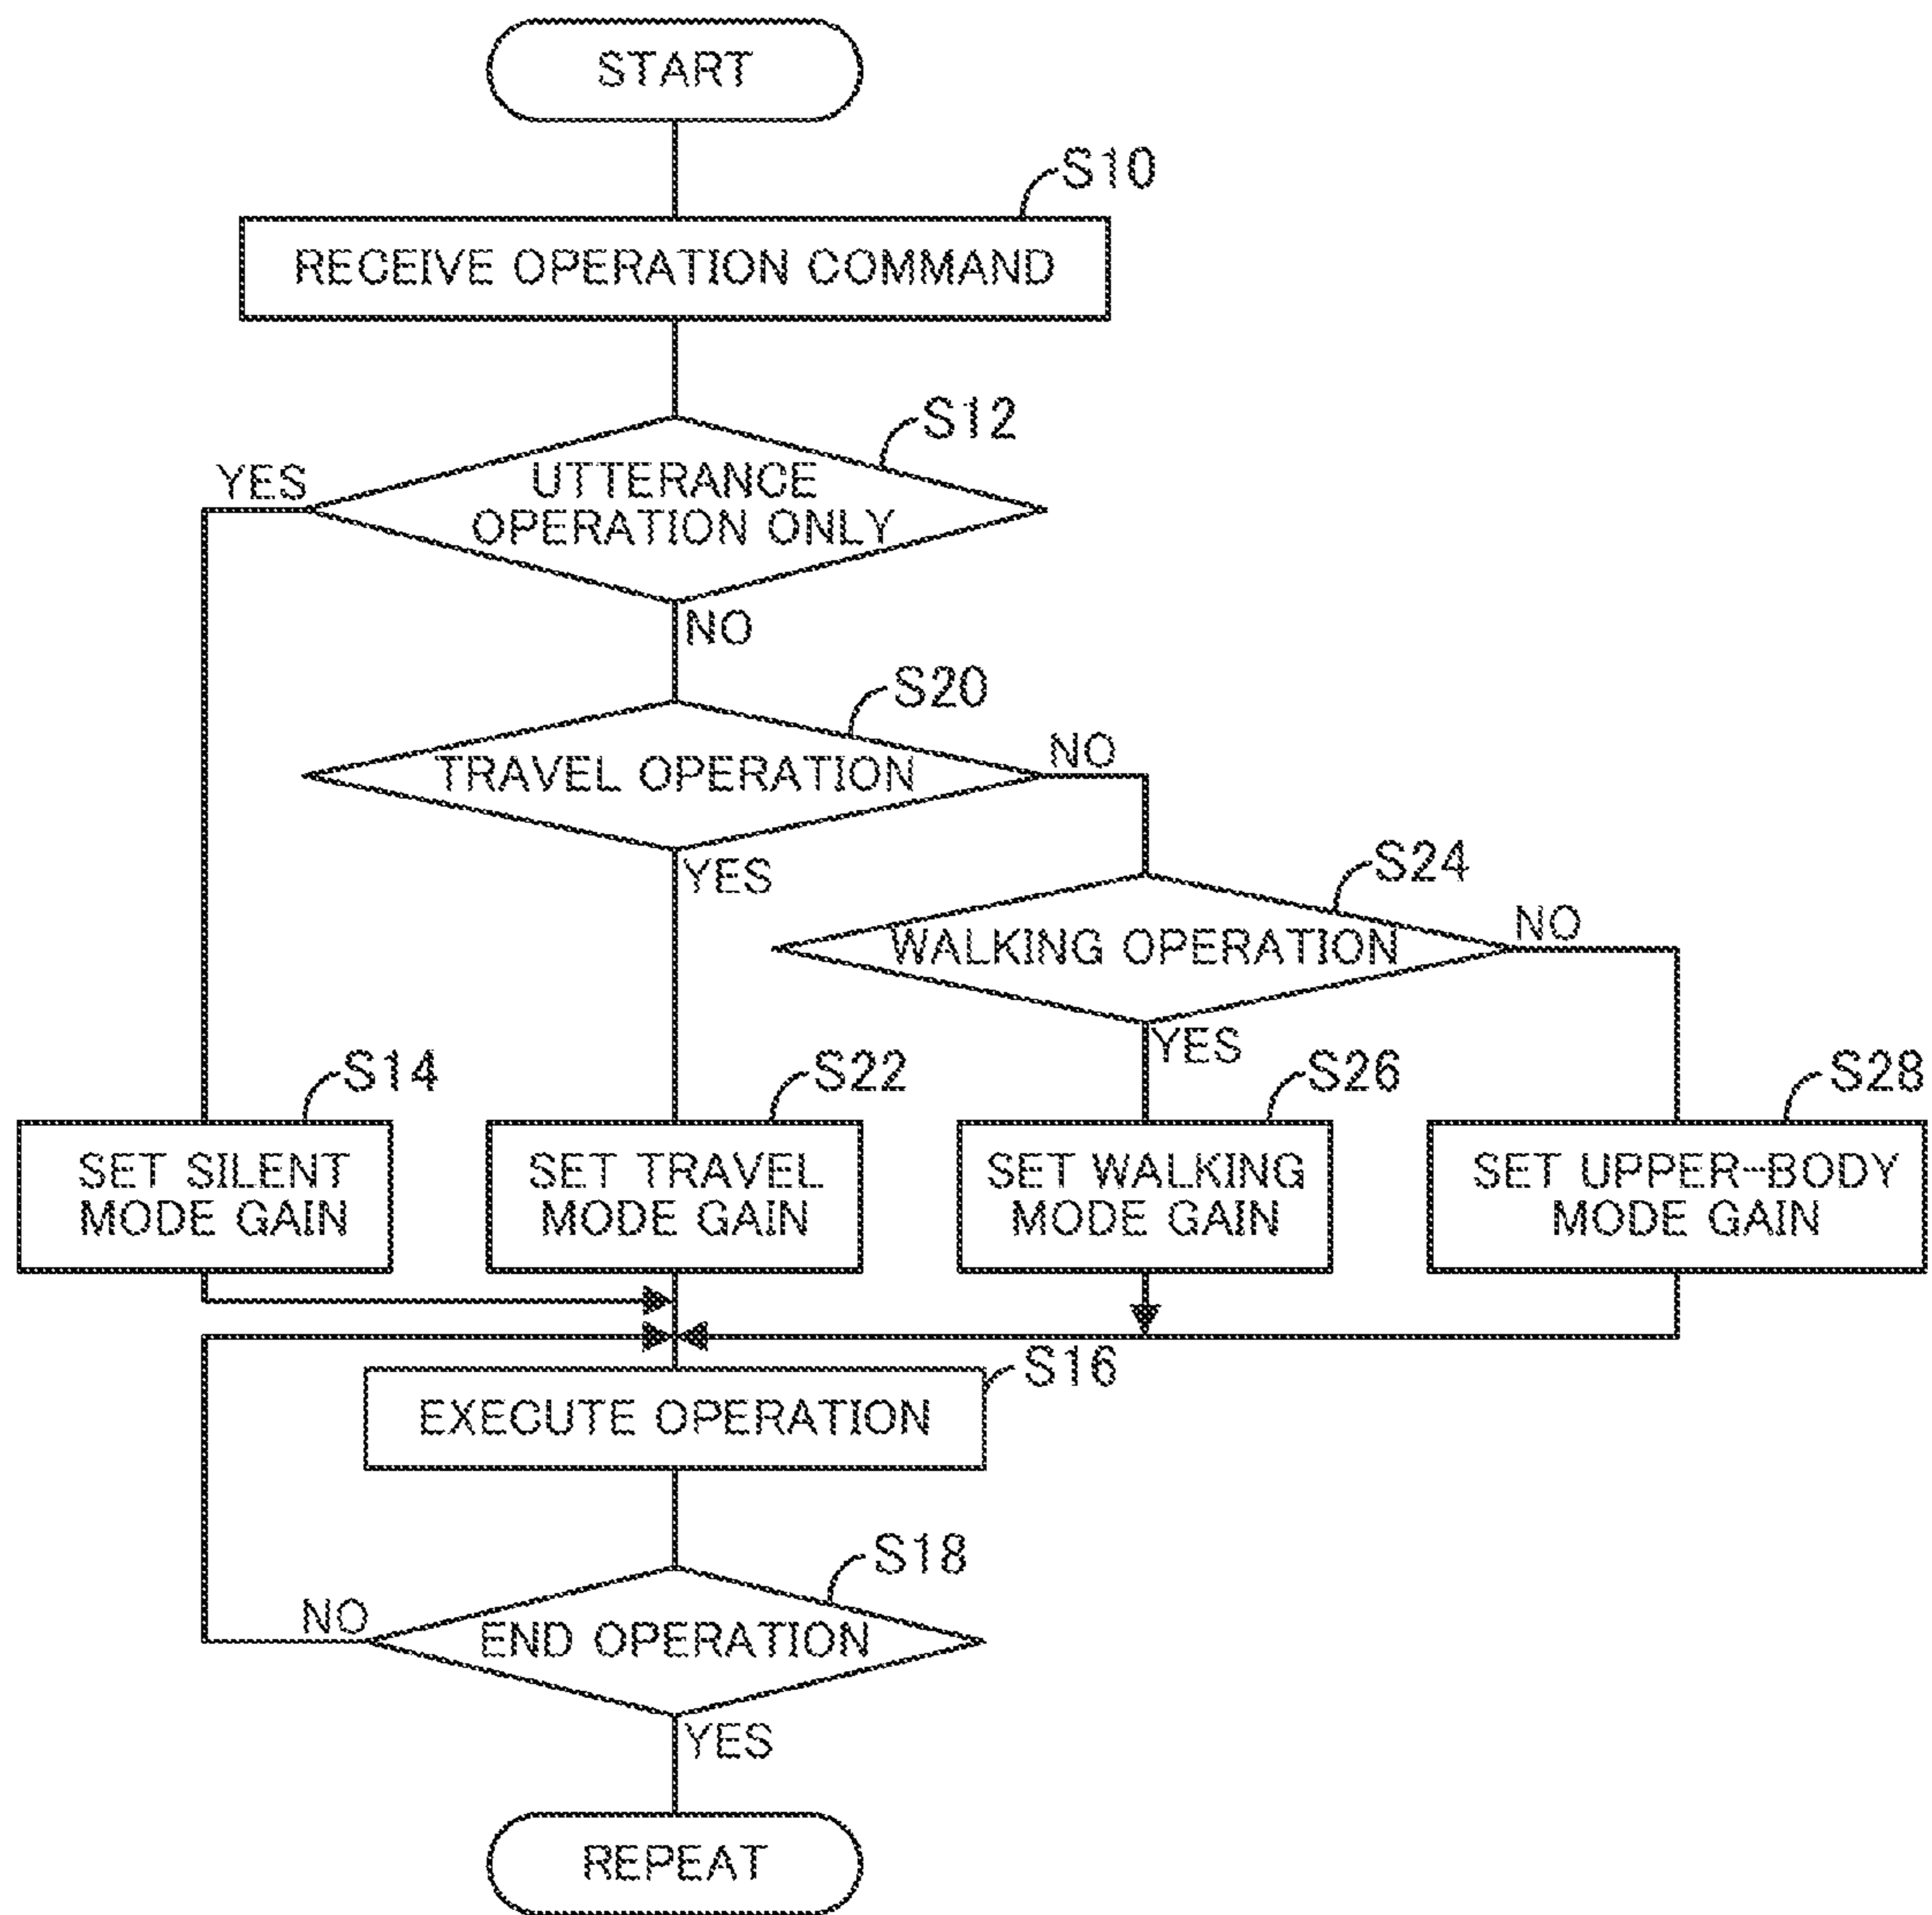 START
S10
RECEIVE OPERATION COMMAND
S12
YES
UTTERANCE
OPERATION ONLY
NO
S20
TRAVEL OPERATION
NO
YES
S24
WALKING OPERATION
NO
YES
S14
SET SILENT
MODE GAIN
S22
SET TRAVEL
MODE GAIN
S26
SET WALKING
MODE GAIN
S28
SET UPPER-BODY
MODE GAIN
S16
EXECUTE OPERATION
S18
NO
END OPERATION
YES
REPEAT